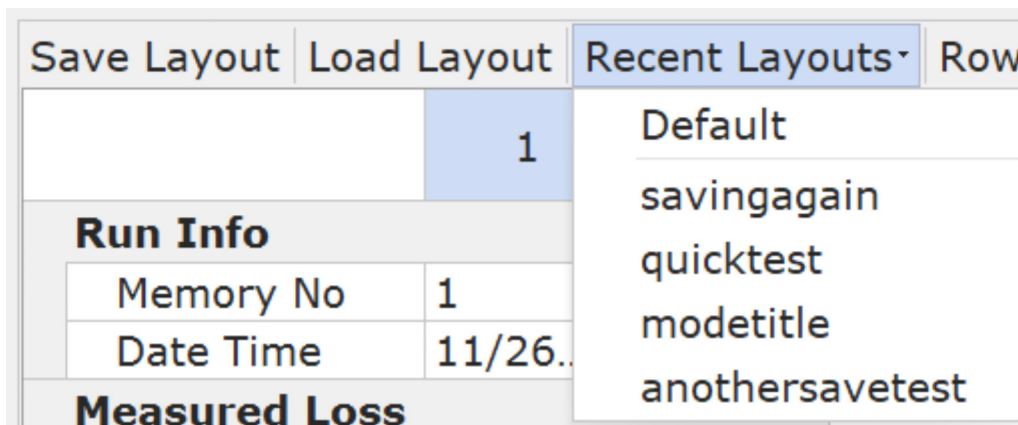 Save Layout Load Layout Recent Layouts Row
1 Default
savingagain
Run Info
quicktest
Memory No 1
modetitle
Date Time 11/26..
anothersavetest
Measured Loss